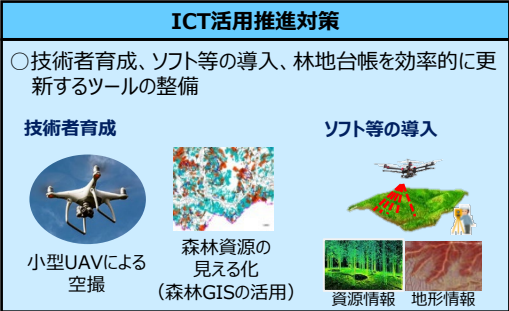 ICT活用推進対策
○技術者育成、ソフト等の導入、林地台帳を効率的に更
新するツールの整備
技術者育成
ソフト等の導入
小型UAVによる
空撮
森林資源の
見える化
（森林GISの活用）
資源情報
地形情報